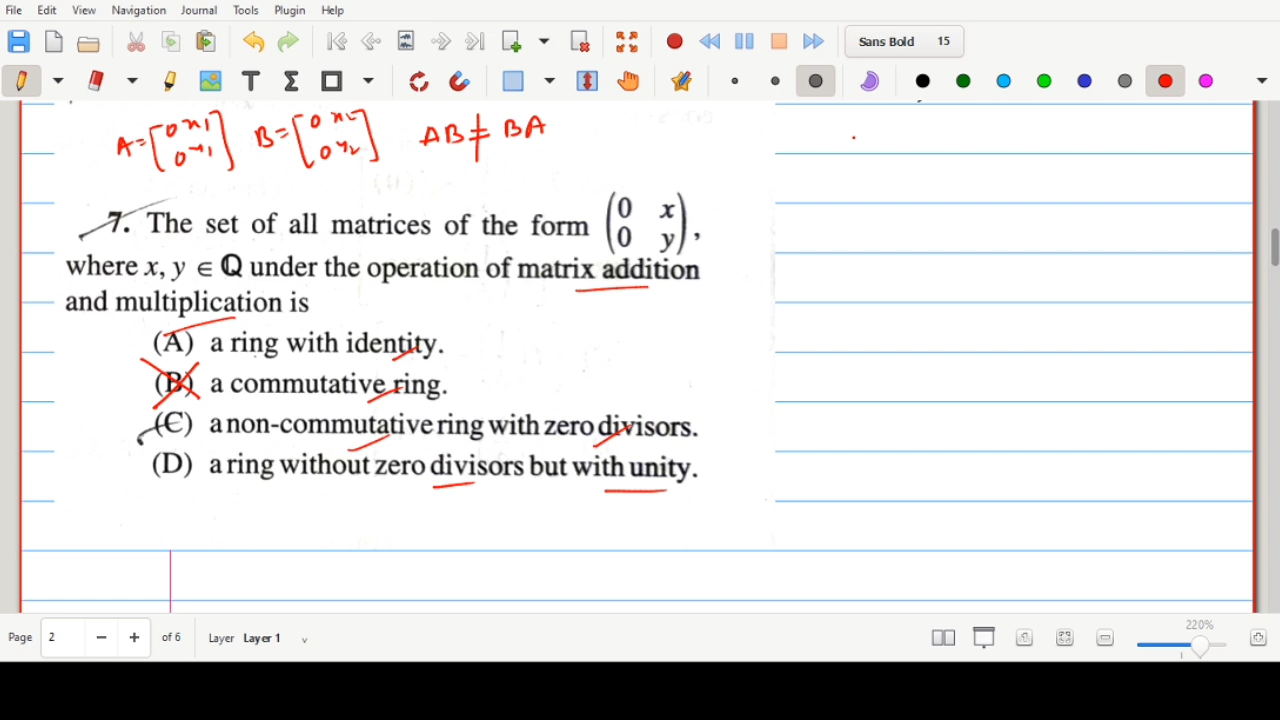 File Edit View Navigation Journal Tools Plugin Help
Sans Bold 15
A = [0 x1 B = [0 x2 AB ≠ BA
0 y1] 0 y2]
7. The set of all matrices of the form (0 x
0 y),
where x, y ∈ Q under the operation of matrix addition
and multiplication is
(A) a ring with identity.
(B) a commutative ring.
(C) a non-commutative ring with zero divisors.
(D) a ring without zero divisors but with unity.
Page 2 of 6 Layer Layer 1 220%